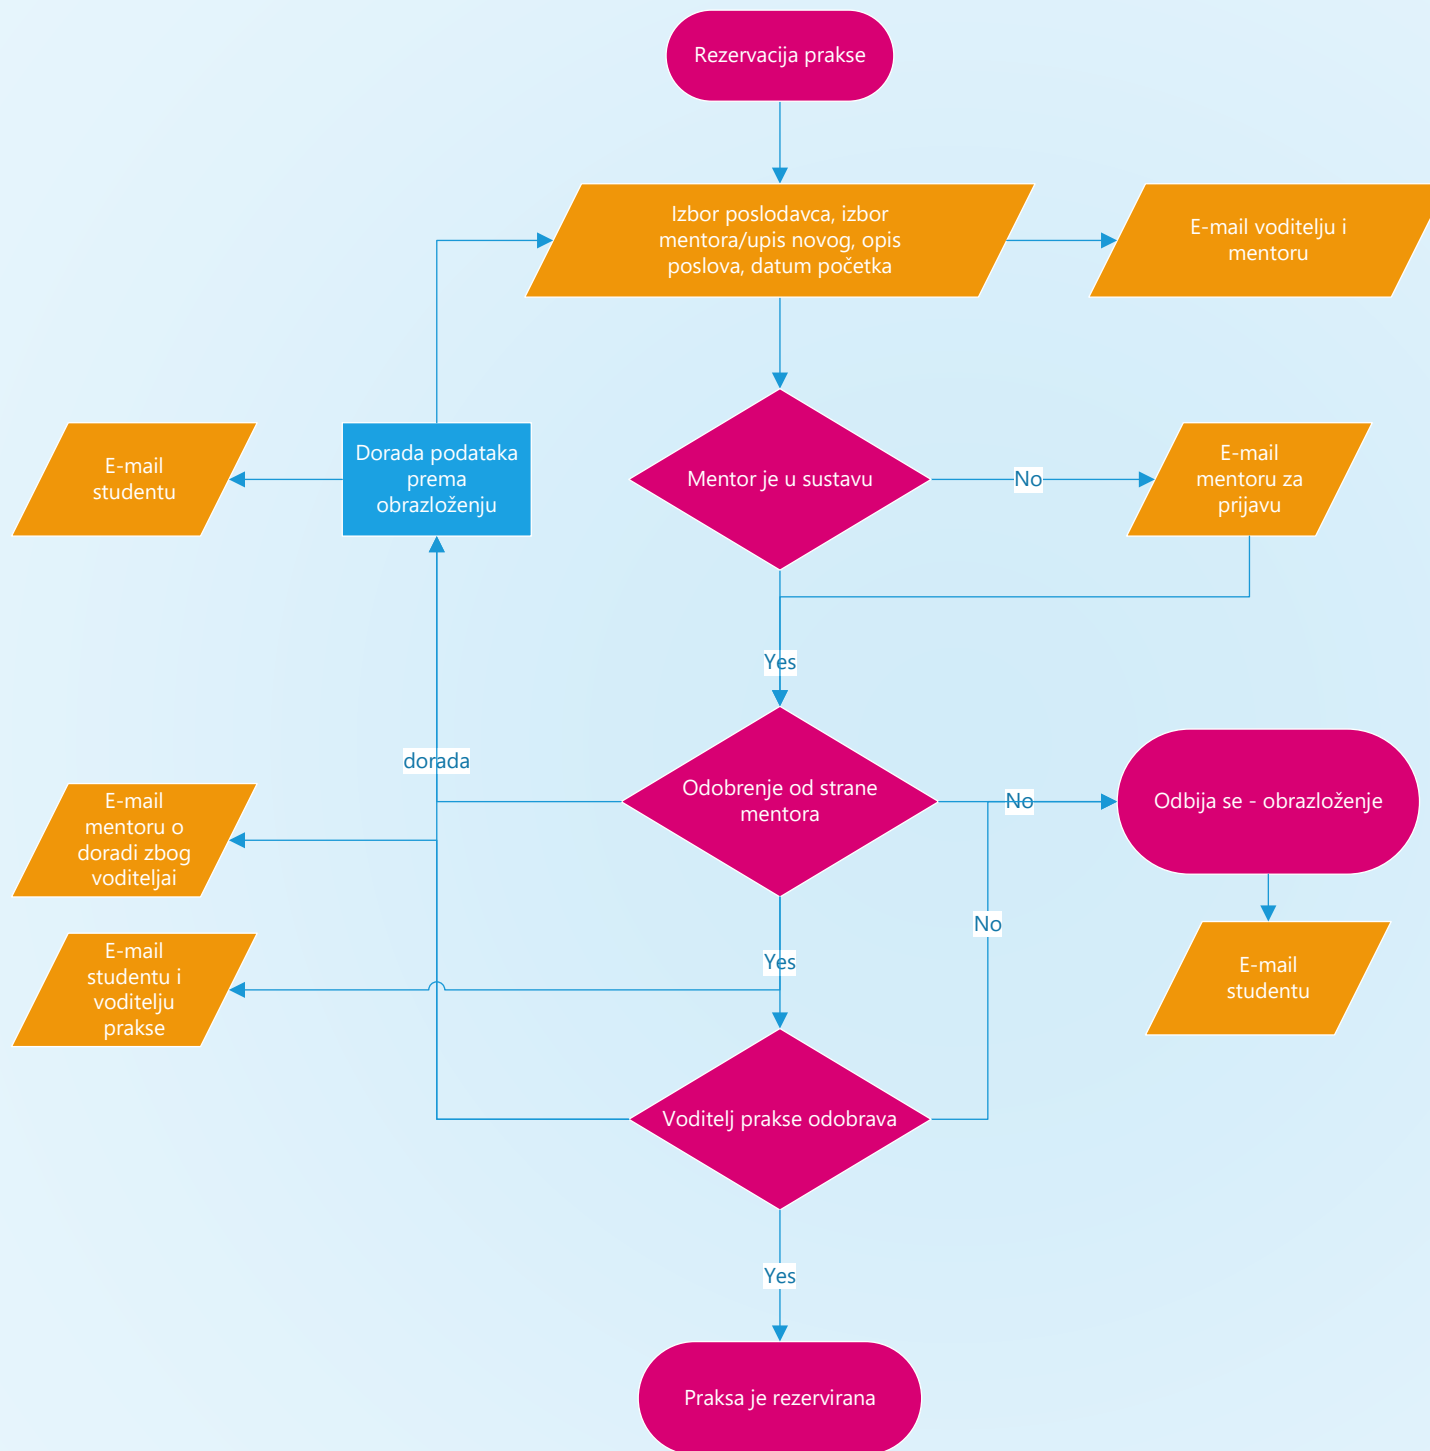 Rezervacija prakse
Izbor poslodavca, izbor
mentora/upis novog, opis
poslova, datum početka
E-mail voditelju i
mentoru
E-mail
studentu
Dorada podataka
prema
obrazloženju
Mentor je u sustavu
No
E-mail
mentoru za
prijavu
Yes
dorada
E-mail
mentoru o
doradi zbog
voditeljai
Odobrenje od strane
mentora
No
Odbija se - obrazloženje
No
E-mail
studentu i
voditelju
prakse
Yes
E-mail
studentu
Voditelj prakse odobrava
Yes
Praksa je rezervirana